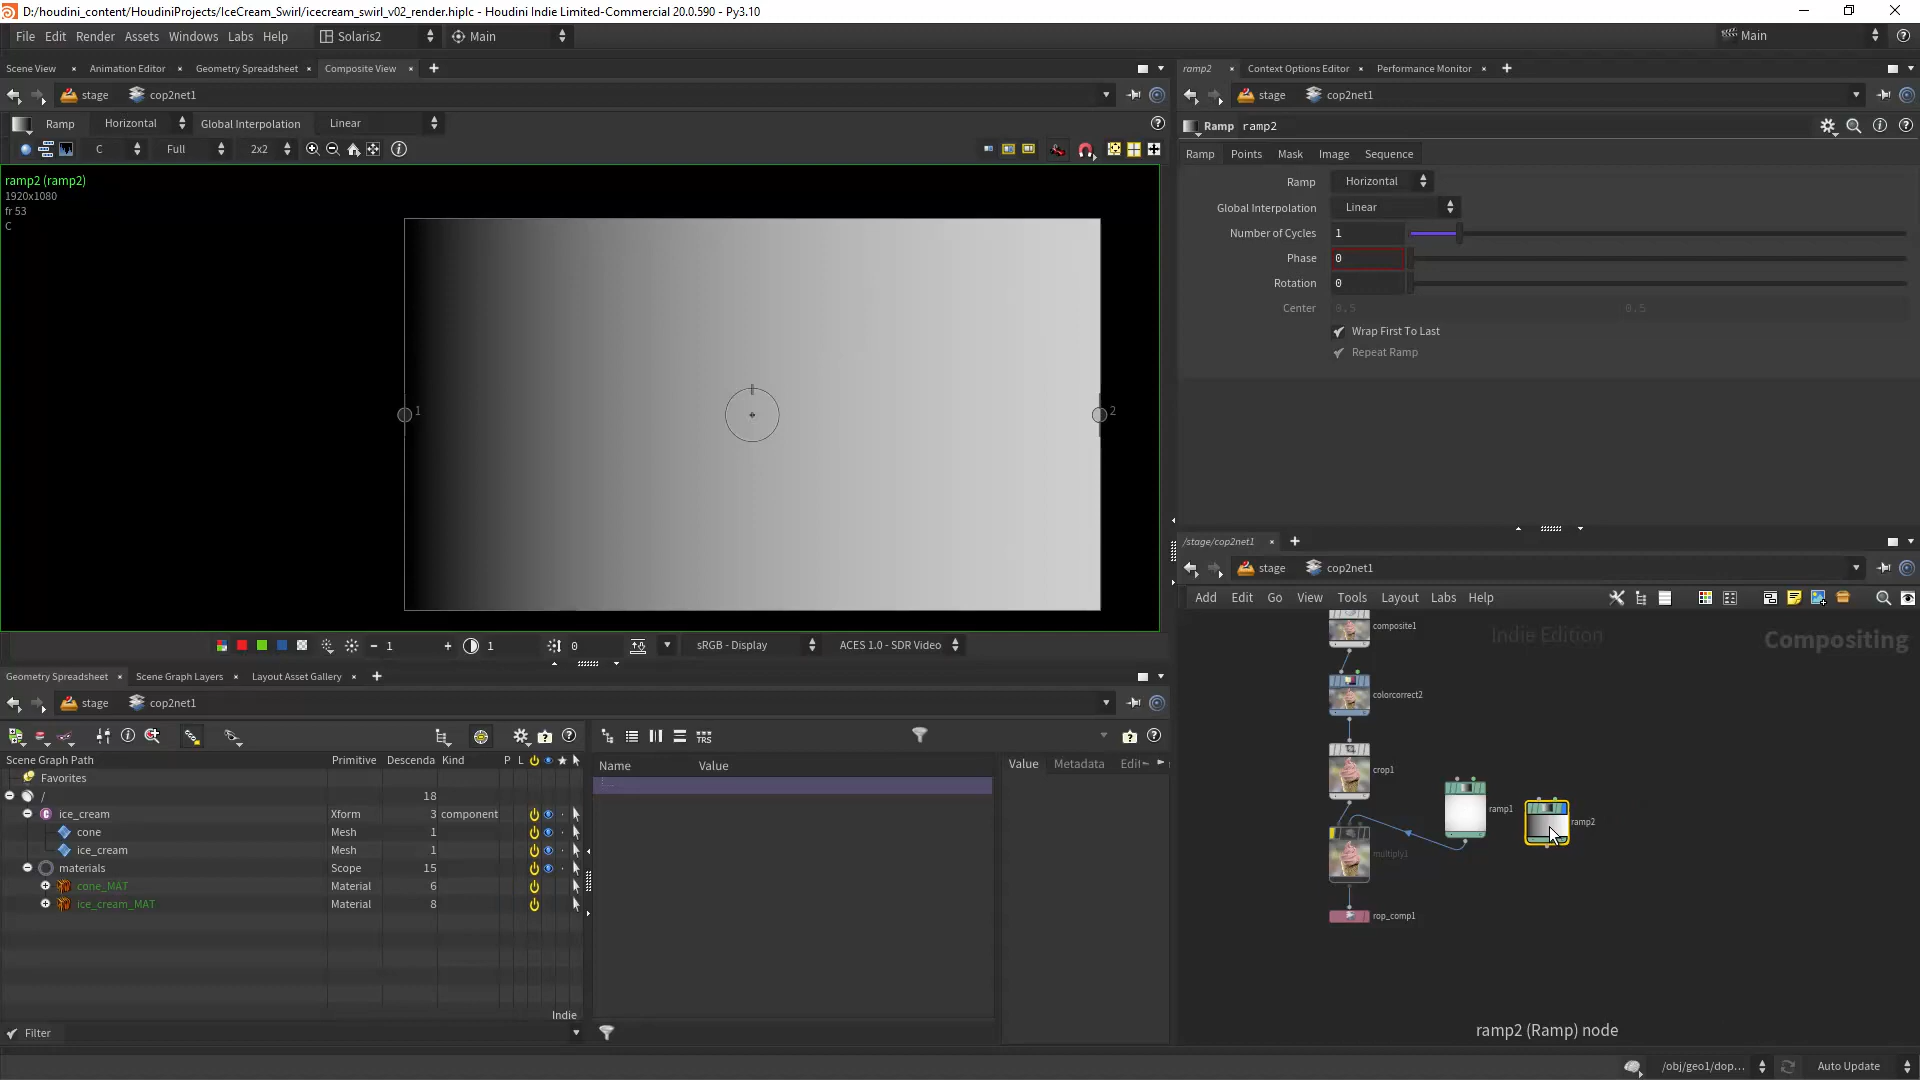 D:/houdini_content/HoudiniProjects/IceCream_Swirl/icecream_swirl_v02_render.hiplc - Houdini Indie Limited-Commercial 20.0.590 - Py3.10
File Edit Render Assets Windows Labs Help Solaris2 Main Main
Scene View Animation Editor Geometry Spreadsheet Composite View
stage cop2net1
Ramp Horizontal Global Interpolation Linear
C Full 2x2
ramp2 (ramp2)
1920x1080
fr 53
C
1
2
1 1 0 sRGB - Display ACES 1.0 - SDR Video
ramp2 Context Options Editor Performance Monitor
stage cop2net1
Ramp ramp2
Ramp Points Mask Image Sequence
Ramp Horizontal
Global Interpolation Linear
Number of Cycles 1
Phase 0
Rotation 0
Center 0.5 0.5
Wrap First To Last
Repeat Ramp
/stage/cop2net1
stage cop2net1
Add Edit Go View Tools Layout Labs Help
Indie Edition
Compositing
composite1
colorcorrect2
crop1
ramp1
ramp2
multiply1
rop_comp1
ramp2 (Ramp) node
Geometry Spreadsheet Scene Graph Layers Layout Asset Gallery
stage cop2net1
Scene Graph Path Primitive Descenda Kind P L
Favorites
/ 18
ice_cream Xform 3 component
cone Mesh 1
ice_cream Mesh 1
materials Scope 15
cone_MAT Material 6
ice_cream_MAT Material 8
Indie
Filter
TRS
Name Value
Value Metadata Edit
/obj/geo1/dop... Auto Update